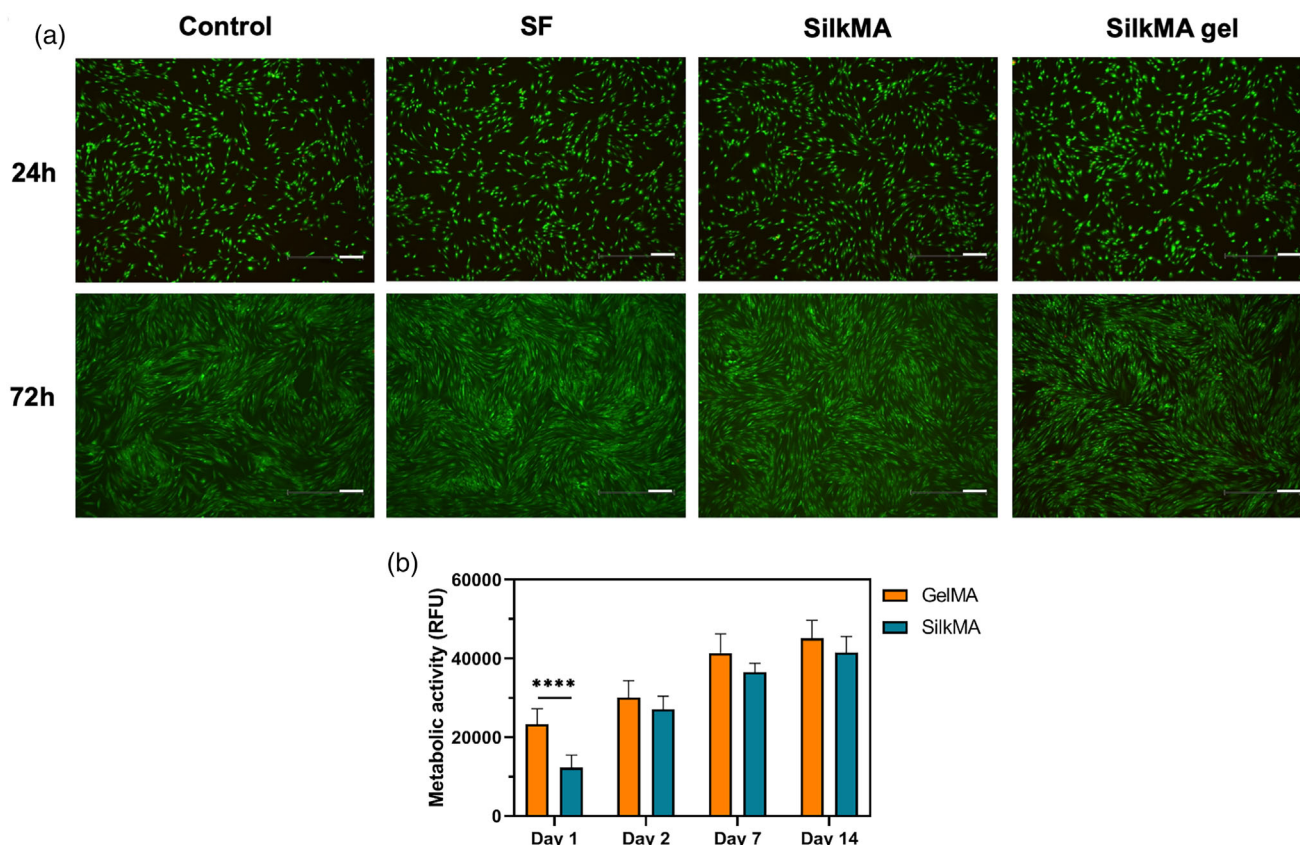 (a)
Control SF SilkMA SilkMA gel
24h
72h
(b)
Metabolic activity (RFU)
60000
40000
20000
0
****
Day 1 Day 2 Day 7 Day 14
GelMA
SilkMA